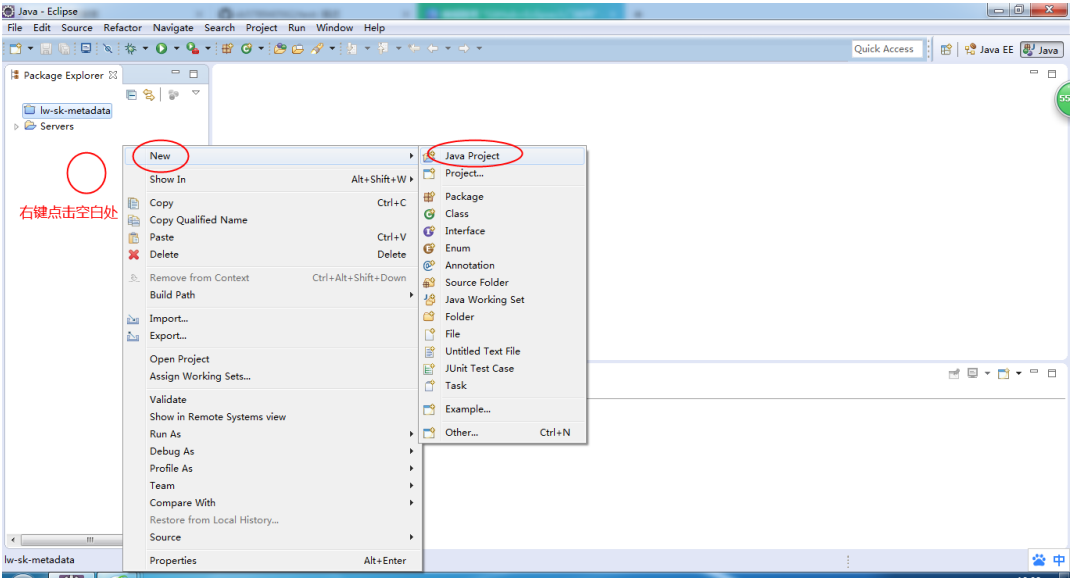 Java - Eclipse
File Edit Source Refactor Navigate Search Project Run Window Help
Quick Access
Java EE
Java
Package Explorer
lw-sk-metadata
Servers
右键点击空白处
New
Show In Alt+Shift+W
Copy Ctrl+C
Copy Qualified Name
Paste Ctrl+V
Delete Delete
Remove from Context Ctrl+Alt+Shift+Down
Build Path
Import...
Export...
Open Project
Assign Working Sets...
Validate
Show in Remote Systems view
Run As
Debug As
Profile As
Team
Compare With
Restore from Local History...
Source
Properties Alt+Enter
Java Project
Project...
Package
Class
Interface
Enum
Annotation
Source Folder
Java Working Set
Folder
File
Untitled Text File
JUnit Test Case
Task
Example...
Other... Ctrl+N
55
lw-sk-metadata
中